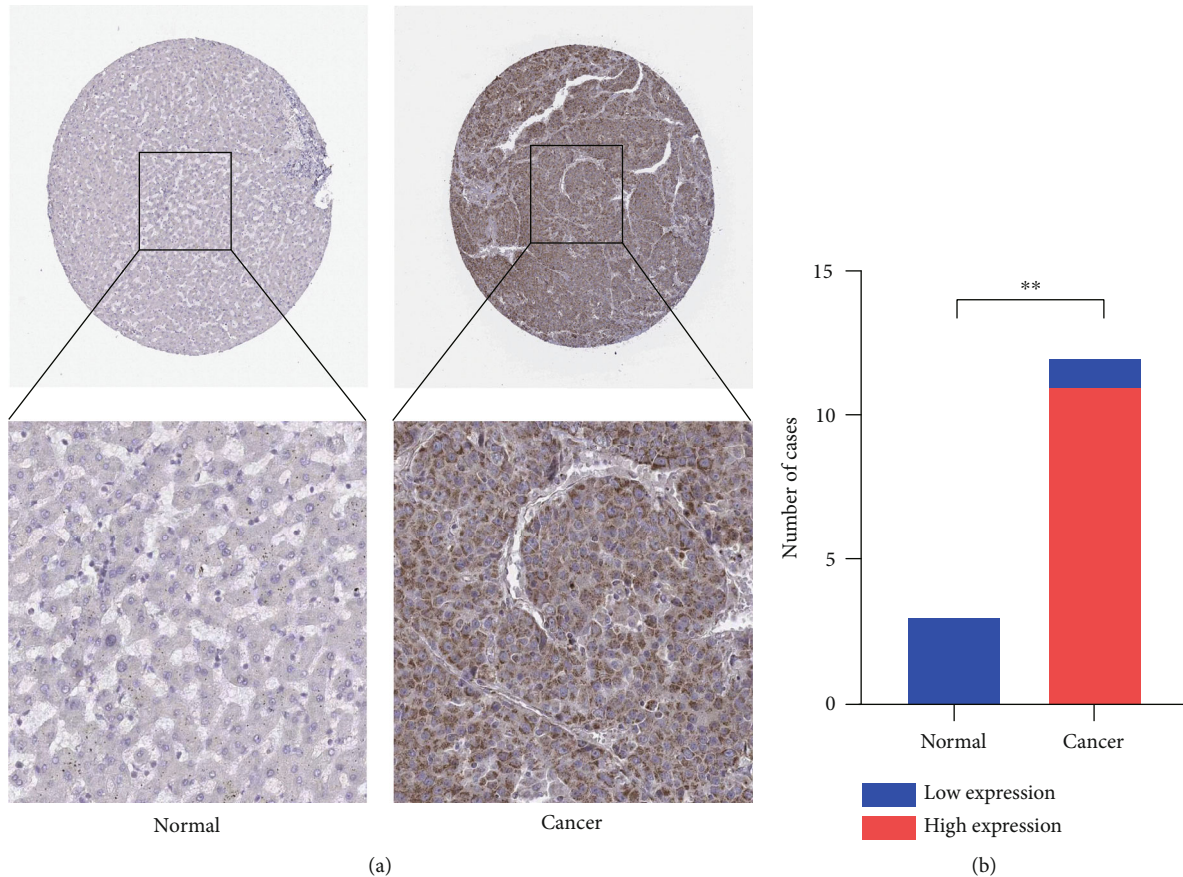 Normal
Cancer
(a)
15
10
5
0
Number of cases
**
Normal
Cancer
Low expression
High expression
(b)